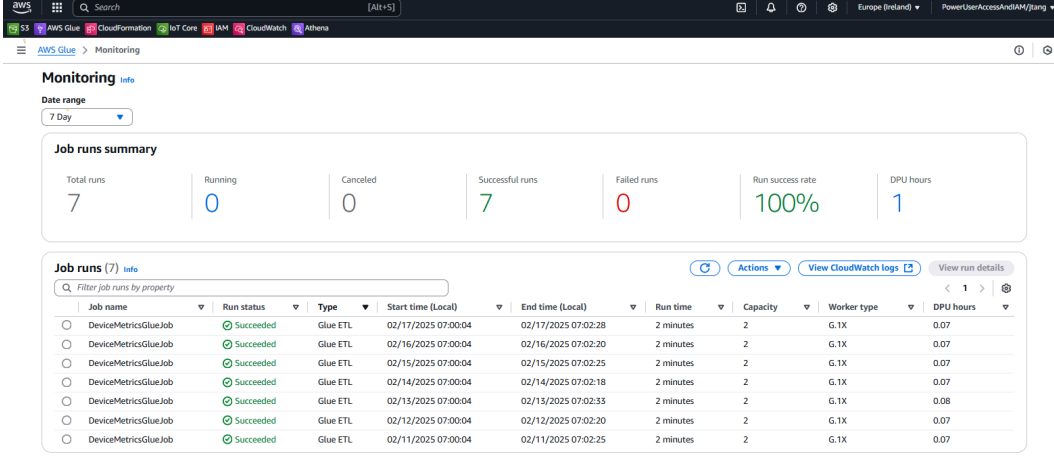 aws Search [Alt+S] Europe (Ireland) PowerUserAccessAndIAM/jtang
S3 AWS Glue CloudFormation IoT Core IAM CloudWatch Athena
AWS Glue > Monitoring
Monitoring Info
Date range
7 Day
Job runs summary
Total runs Running Canceled Successful runs Failed runs Run success rate DPU hours
7 0 0 7 0 100% 1
Job runs (7) Info Actions View CloudWatch logs View run details
Filter job runs by property < 1 >
Job name Run status Type Start time (Local) End time (Local) Run time Capacity Worker type DPU hours
DeviceMetricsGlueJob Succeeded Glue ETL 02/17/2025 07:00:04 02/17/2025 07:02:28 2 minutes 2 G.1X 0.07
DeviceMetricsGlueJob Succeeded Glue ETL 02/16/2025 07:00:04 02/16/2025 07:02:20 2 minutes 2 G.1X 0.07
DeviceMetricsGlueJob Succeeded Glue ETL 02/15/2025 07:00:04 02/15/2025 07:02:25 2 minutes 2 G.1X 0.07
DeviceMetricsGlueJob Succeeded Glue ETL 02/14/2025 07:00:04 02/14/2025 07:02:18 2 minutes 2 G.1X 0.07
DeviceMetricsGlueJob Succeeded Glue ETL 02/13/2025 07:00:04 02/13/2025 07:02:33 2 minutes 2 G.1X 0.08
DeviceMetricsGlueJob Succeeded Glue ETL 02/12/2025 07:00:04 02/12/2025 07:02:20 2 minutes 2 G.1X 0.07
DeviceMetricsGlueJob Succeeded Glue ETL 02/11/2025 07:00:04 02/11/2025 07:02:25 2 minutes 2 G.1X 0.07